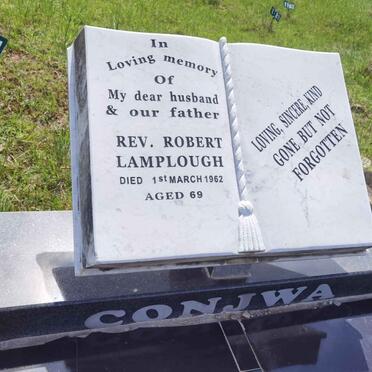 In
Loving memory
Of
My dear husband
& our father
REV. ROBERT
LAMPLOUGH
DIED 1st MARCH 1962
AGED 69
LOVING, SINCERE, KIND
GONE BUT NOT
FORGOTTEN
CONJWA